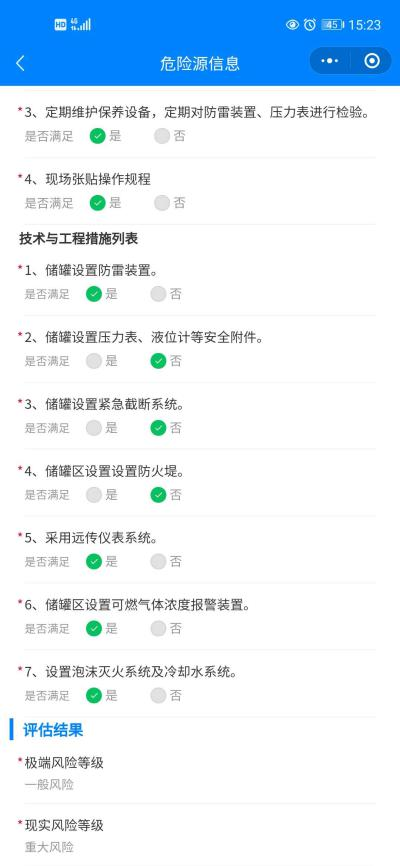 HD 4G 45 15:23
危险源信息
*3、定期维护保养设备，定期对防雷装置、压力表进行检验。
是否满足 是 否
*4、现场张贴操作规程
是否满足 是 否
技术与工程措施列表
*1、储罐设置防雷装置。
是否满足 是 否
*2、储罐设置压力表、液位计等安全附件。
是否满足 是 否
*3、储罐设置紧急截断系统。
是否满足 是 否
*4、储罐区设置设置防火堤。
是否满足 是 否
*5、采用远传仪表系统。
是否满足 是 否
*6、储罐区设置可燃气体浓度报警装置。
是否满足 是 否
*7、设置泡沫灭火系统及冷却水系统。
是否满足 是 否
评估结果
*极端风险等级
一般风险
*现实风险等级
重大风险